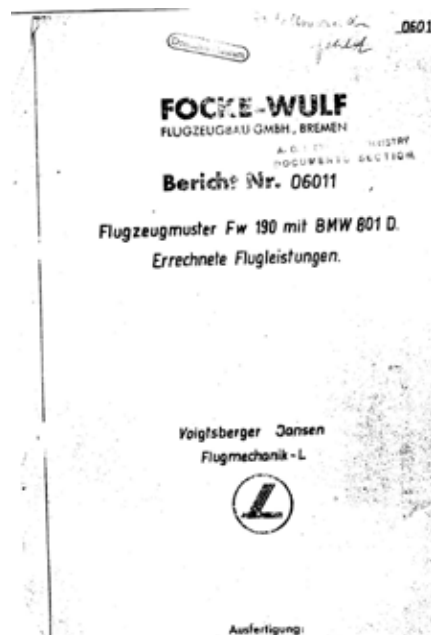 06011
FOCKE-WULF
FLUGZEUGBAU GMBH., BREMEN
DOCUMENTS SECTION
Bericht Nr. 06011
Flugzeugmuster Fw 190 mit BMW 801 D.
Errechnete Flugleistungen.
Voigtsberger Jansen
Flugmechanik-L
Ausfertigung: